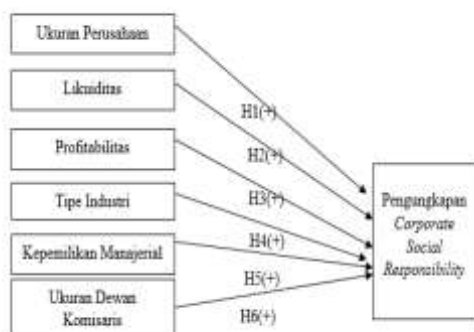 Ukuran Perusahaan
Likuiditas
Profitabilitas
Tipe Industri
Kepemilikan Manajerial
Ukuran Dewan
Komisaris
H1(+)
H2(+)
H3(+)
H4(+)
H5(+)
H6(+)
Pengungkapan
Corporate
Social
Responsibility